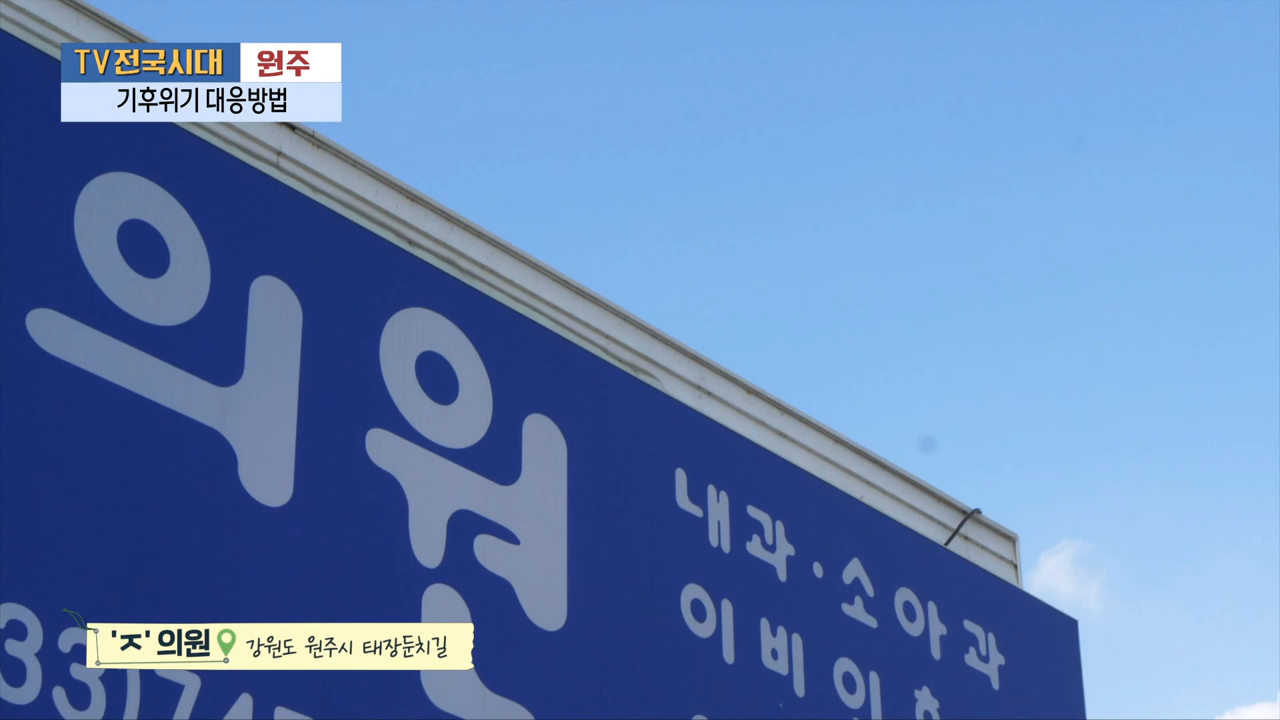 TV전국시대 원주
기후위기 대응방법
의원
내과·소아과
'ㅈ' 의원 강원도 원주시 태장둔치길